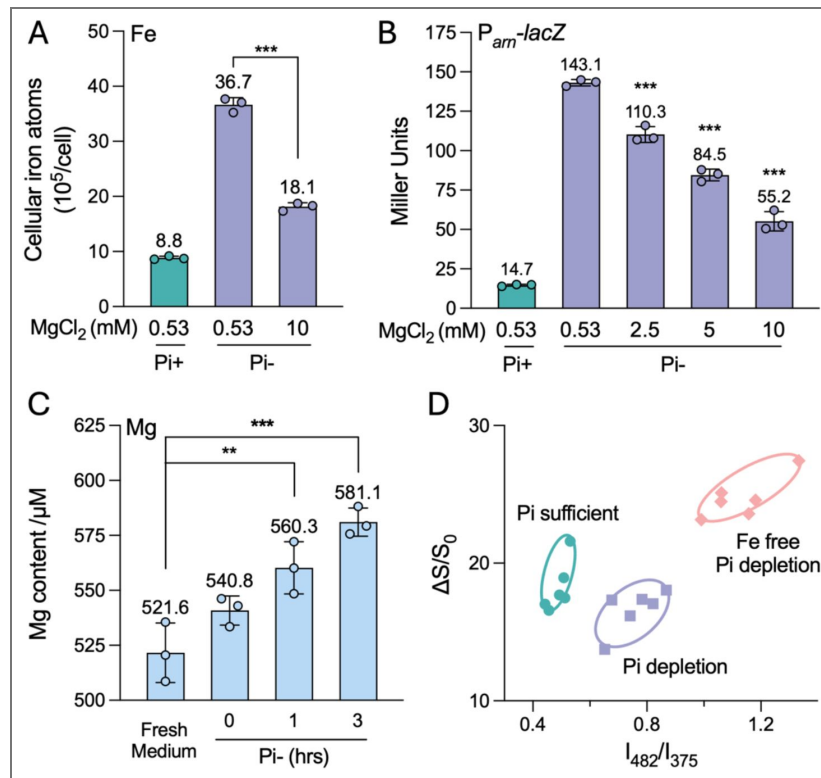 A
Fe
Cellular iron atoms
(10⁵/cell)
50
40
30
20
10
0
8.8
36.7
18.1
***
MgCl₂ (mM) 0.53 0.53 10
Pi+ Pi-
B
Parn-lacZ
Miller Units
175
150
125
100
75
50
25
0
14.7
143.1
110.3
84.5
55.2
***
***
***
MgCl₂ (mM) 0.53 0.53 2.5 5 10
Pi+ Pi-
C
Mg
Mg content /µM
625
600
575
550
525
500
521.6
540.8
560.3
581.1
***
**
Fresh
Medium
0 1 3
Pi- (hrs)
D
ΔS/S₀
30
20
10
Pi sufficient
Fe free
Pi depletion
Pi depletion
0.4 0.8 1.2
I₄₈₂/I₃₇₅